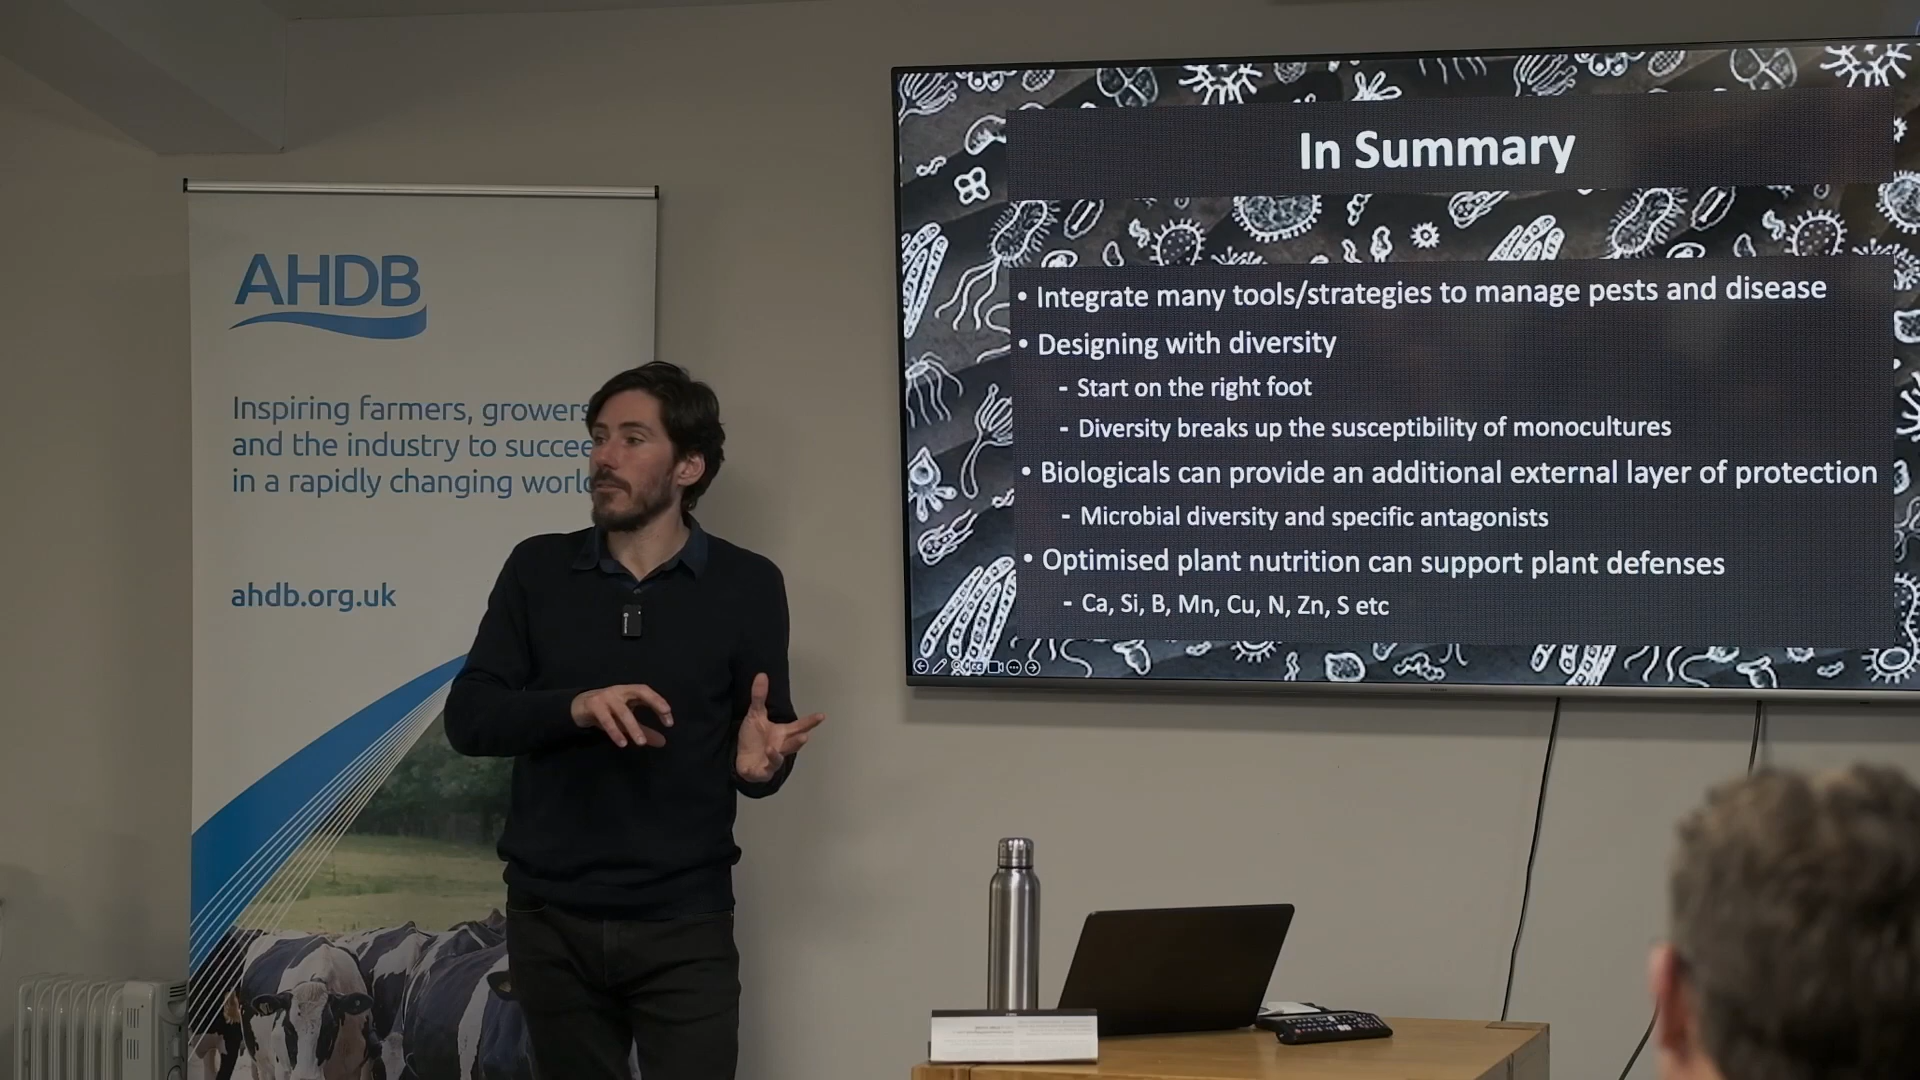 AHDB
Inspiring farmers, growers
and the industry to
in a rapidly changing
ahdb.org.uk
In Summary
• Integrate many tools/strategies to manage pests and disease
• Designing with diversity
- Start on the right foot
- Diversity breaks up the susceptibility of monocultures
• Biologicals can provide an additional external layer of protection
- Microbial diversity and specific antagonists
• Optimised plant nutrition can support plant defenses
- Ca, Si, B, Mn, Cu, N, Zn, S etc